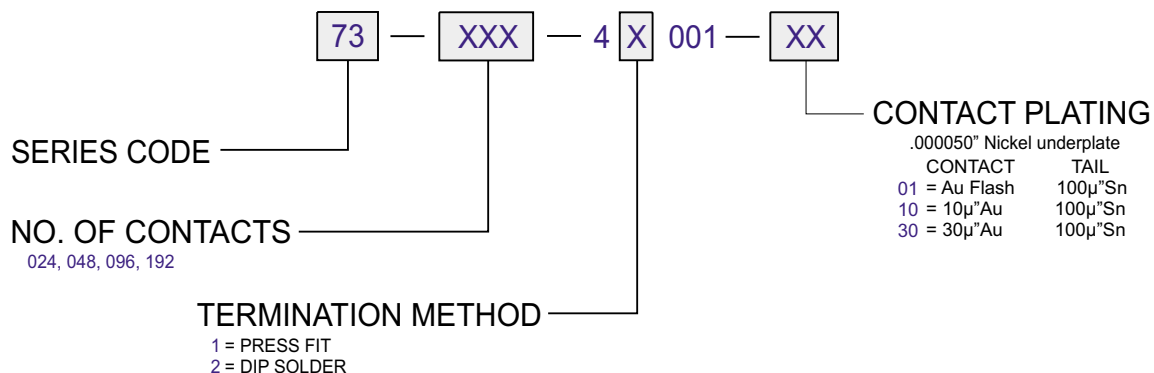 73 — XXX — 4 X 001 — XX
CONTACT PLATING
.000050" Nickel underplate
CONTACT TAIL
01 = Au Flash 100µ"Sn
10 = 10µ"Au 100µ"Sn
30 = 30µ"Au 100µ"Sn
SERIES CODE
NO. OF CONTACTS
024, 048, 096, 192
TERMINATION METHOD
1 = PRESS FIT
2 = DIP SOLDER